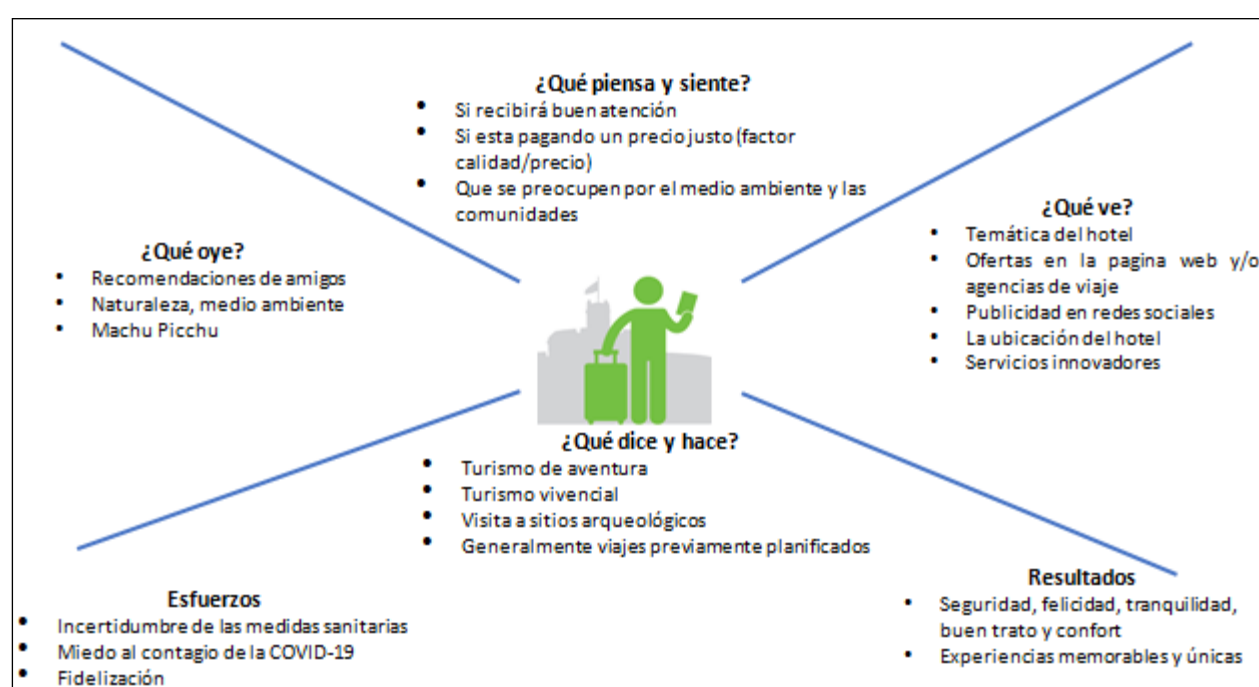 ¿Qué piensa y siente?
• Si recibirá buen atención
• Si esta pagando un precio justo (factor
calidad/precio)
• Que se preocupen por el medio ambiente y las
comunidades
¿Qué oye?
• Recomendaciones de amigos
• Naturaleza, medio ambiente
• Machu Picchu
¿Qué ve?
• Temática del hotel
• Ofertas en la pagina web y/o
agencias de viaje
• Publicidad en redes sociales
• La ubicación del hotel
• Servicios innovadores
¿Qué dice y hace?
• Turismo de aventura
• Turismo vivencial
• Visita a sitios arqueológicos
• Generalmente viajes previamente planificados
Esfuerzos
• Incertidumbre de las medidas sanitarias
• Miedo al contagio de la COVID-19
• Fidelización
Resultados
• Seguridad, felicidad, tranquilidad,
buen trato y confort
• Experiencias memorables y únicas